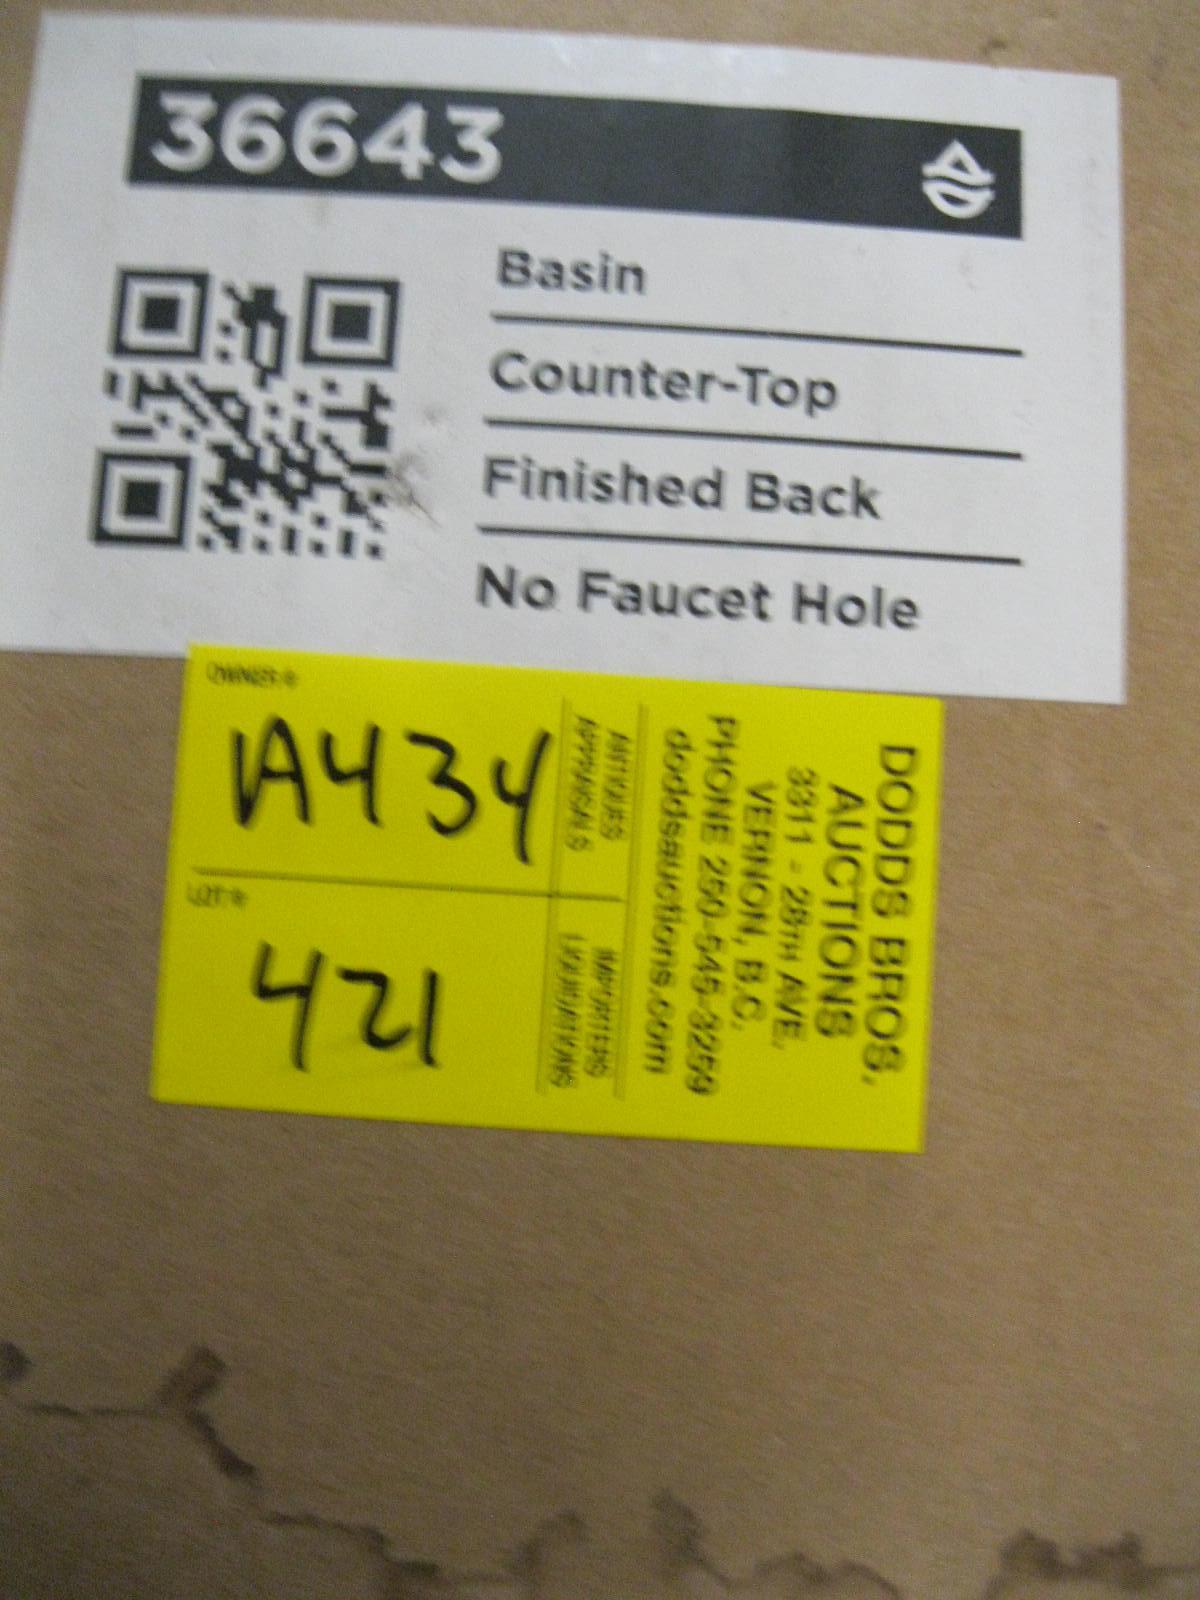 36643
Basin
Counter-Top
Finished Back
No Faucet Hole
OWNER #:
A434
LOT #:
421
ANTIQUES
APPRAISALS
IMPORTERS
LIQUIDATIONS
DODDS BROS.
AUCTIONS
3311 - 28TH AVE.
VERNON, B.C.
PHONE 250-545-3259
doddsauctions.com